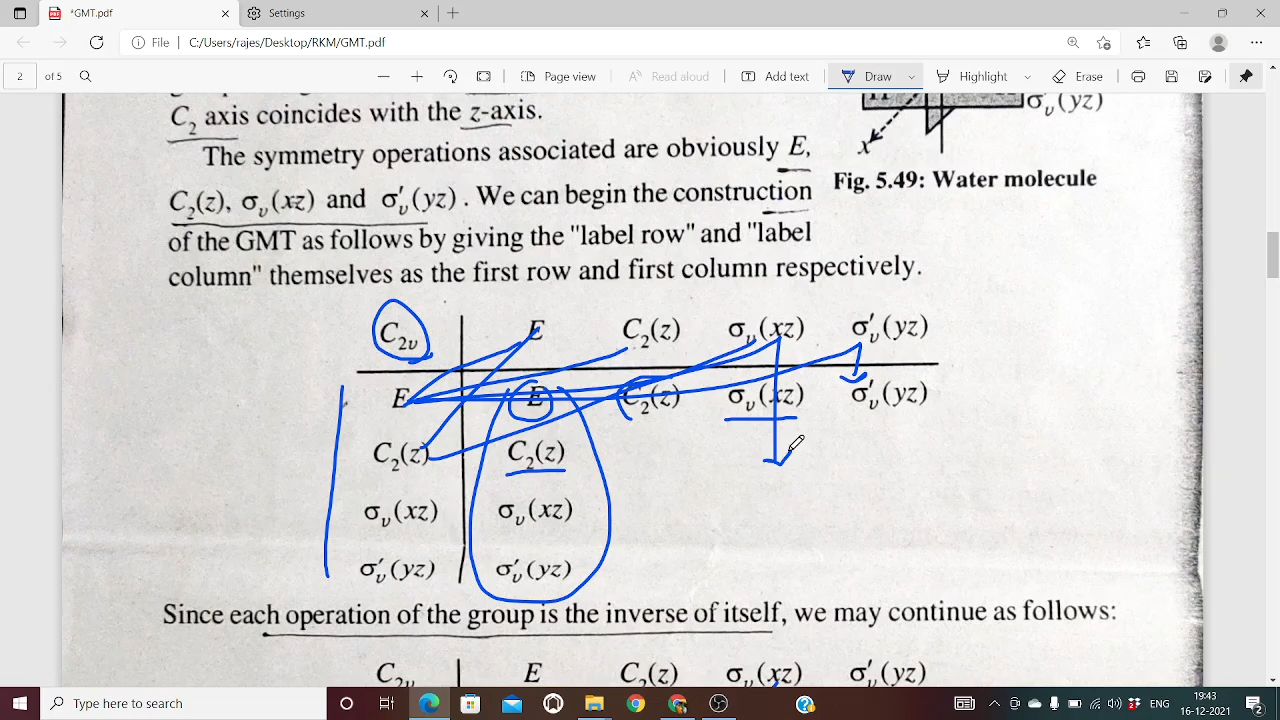 *GMT.pdf
Settings
File
C:/Users/rajes/Desktop/RKM/GMT.pdf
2 of 5
Page view
Read aloud
Add text
Draw
Highlight
Erase
C₂ axis coincides with the z-axis.
σ′ᵥ(yz)
x
The symmetry operations associated are obviously E,
Fig. 5.49: Water molecule
C₂(z), σᵥ(xz) and σ′ᵥ(yz). We can begin the construction
of the GMT as follows by giving the "label row" and "label
column" themselves as the first row and first column respectively.
C₂ᵥ E C₂(z) σᵥ(xz) σ′ᵥ(yz)
E E C₂(z) σᵥ(xz) σ′ᵥ(yz)
C₂(z) C₂(z)
σᵥ(xz) σᵥ(xz)
σ′ᵥ(yz) σ′ᵥ(yz)
Since each operation of the group is the inverse of itself, we may continue as follows:
C₂ᵥ E C₂(z) σᵥ(xz) σ′ᵥ(yz)
Type here to search
19:43
16-12-2021